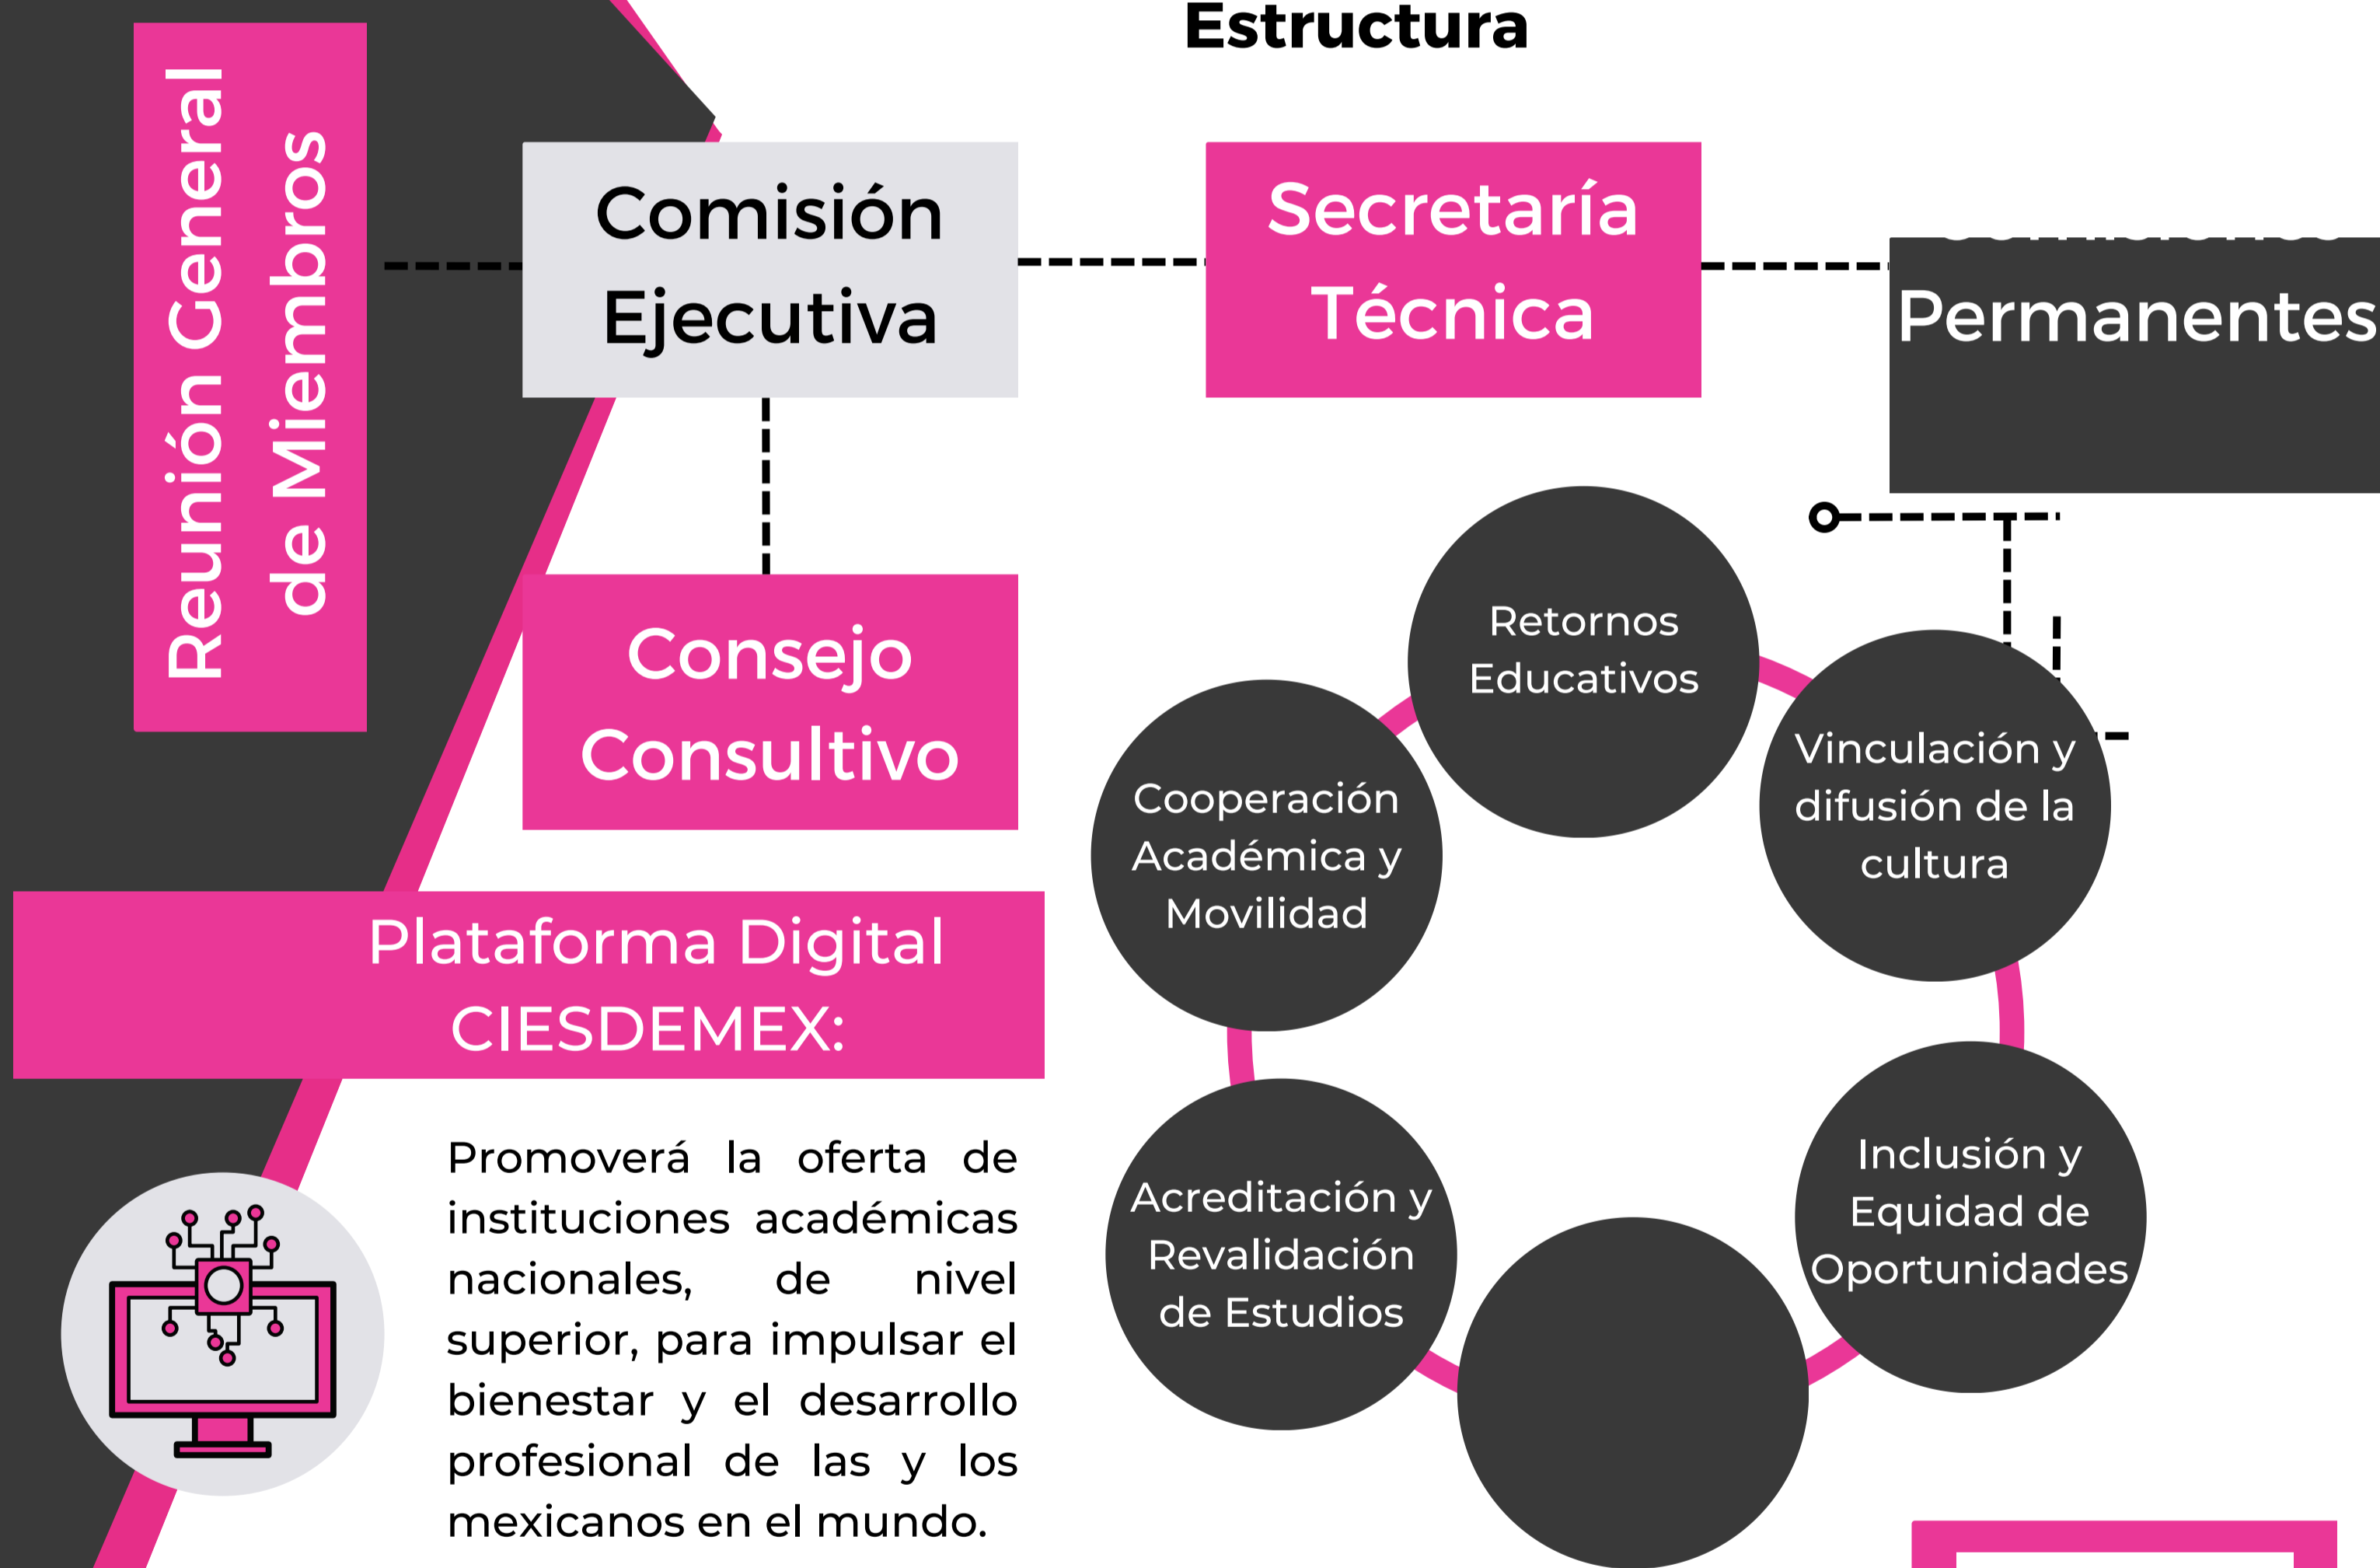 Estructura
Reunión General
de Miembros
Comisión
Ejecutiva
Secretaría
Técnica
Permanentes
Consejo
Consultivo
Retornos
Educativos
Vinculación y
difusión de la
cultura
Cooperación
Académica y
Movilidad
Inclusión y
Equidad de
Oportunidades
Acreditación y
Revalidación
de Estudios
Plataforma Digital
CIESDEMEX:
Promoverá la oferta de
instituciones académicas
nacionales, de nivel
superior, para impulsar el
bienestar y el desarrollo
profesional de las y los
mexicanos en el mundo.